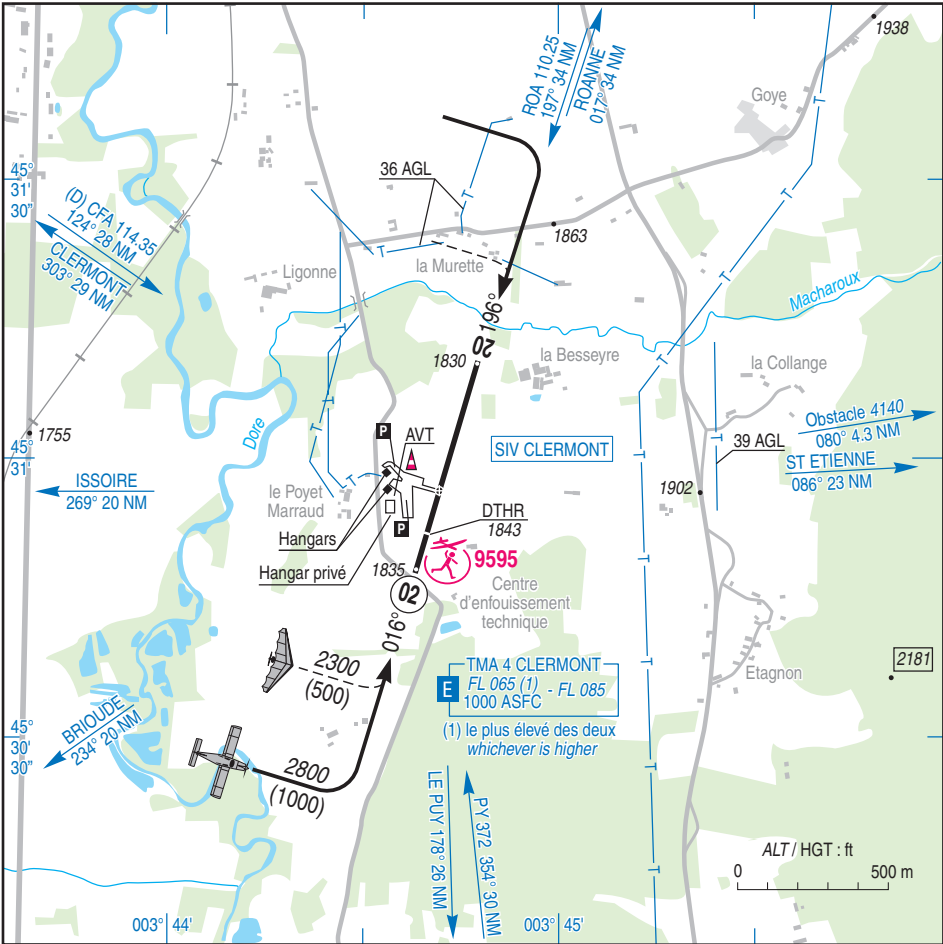 1938
ROA 110.25
197° 34 NM
ROANNE
017° 34 NM
Goye
T
45°
31'
30"
36 AGL
T
(D) CFA 114.35
124° 28 NM
CLERMONT
303° 29 NM
1863
T
T
T
la Murette
T
Ligonne
T
Macharoux
196°
20
T
1830
la Besseyre
la Collange
T
T
Dore
Obstacle 4140
080° 4.3 NM
1755
P
AVT
SIV CLERMONT
T
39 AGL
45°
31'
T
ST ETIENNE
086° 23 NM
ISSOIRE
269° 20 NM
T
le Poyet
Marraud
1902
DTHR
1843
P
Hangars
T
9595
Hangar privé
1835
02
Centre
d'enfouissement
technique
016°
2300
(500)
TMA 4 CLERMONT
E
FL 065 (1) - FL 085
1000 ASFC
(1) le plus élevé des deux
whichever is higher
Etagnon
2181
BRIOUDE
234° 20 NM
45°
30'
30"
2800
(1000)
T
LE PUY 178° 26 NM
PY 372 354° 30 NM
ALT / HGT : ft
0 500 m
T
003° 44'
003° 45'